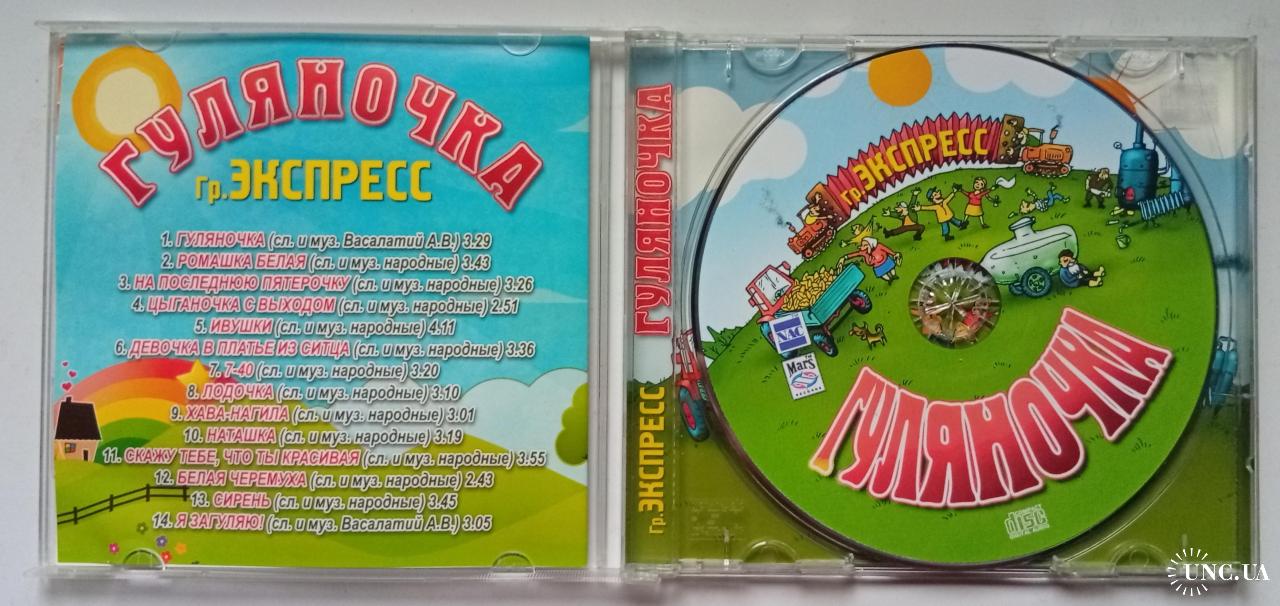 ГУЛЯНОЧКА
Гр.ЭКСПРЕСС
1. ГУЛЯНОЧКА (сл. и муз. Васалатий А.В.) 3.29
2. РОМАШКА БЕЛАЯ (сл. и муз. народные) 3.43
3. НА ПОСЛЕДНЮЮ ПЯТЕРОЧКУ (сл. и муз. народные) 3.26
4. ЦЫГАНОЧКА С ВЫХОДОМ (сл. и муз. народные) 2.51
5. ИВУШКИ (сл. и муз. народные) 4.11
6. ДЕВОЧКА В ПЛАТЬЕ ИЗ СИТЦА (сл. и муз. народные) 3.36
7. 7-40 (сл. и муз. народные) 3.20
8. ЛОДОЧКА (сл. и муз. народные) 3.10
9. ХАВА-НАГИЛА (сл. и муз. народные) 3.01
10. НАТАШКА (сл. и муз. народные) 3.19
11. СКАЖУ ТЕБЕ, ЧТО ТЫ КРАСИВАЯ (сл. и муз. народные) 3.55
12. БЕЛАЯ ЧЕРЕМУХА (сл. и муз. народные) 2.43
13. СИРЕНЬ (сл. и муз. народные) 3.45
14. Я ЗАГУЛЯЮ! (сл. и муз. Васалатий А.В.) 3.05
ГУЛЯНОЧКА
Гр.ЭКСПРЕСС
Гр.ЭКСПРЕСС
NAC
MarS
ГУЛЯНОЧКА
COMPACT
disc
DIGITAL AUDIO
UNC.UA